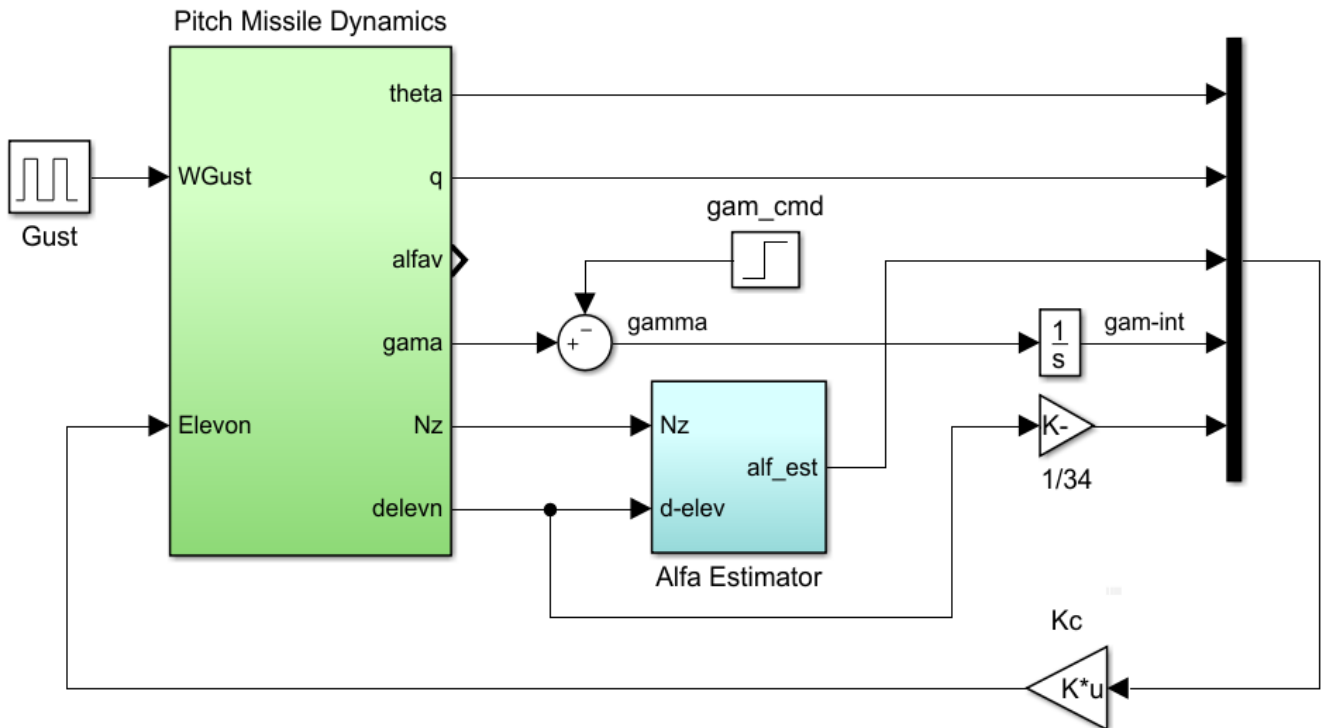 Pitch Missile Dynamics
theta
WGust
q
Gust
gam_cmd
alfav
−
+
gamma
gama
1
s
gam-int
Elevon
Nz
Nz
K-
alf_est
1/34
delevn
d-elev
Alfa Estimator
Kc
K*u